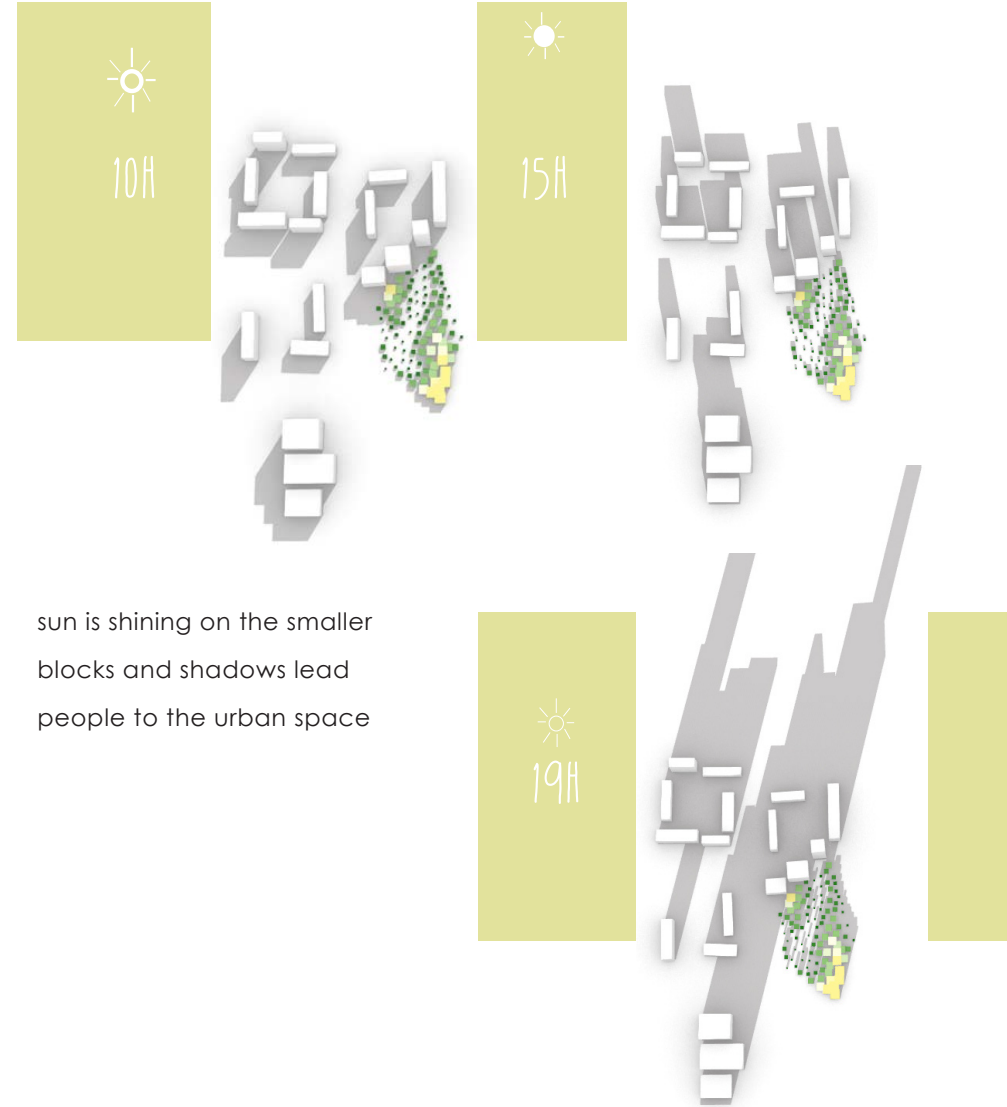 10H
15H
sun is shining on the smaller
blocks and shadows lead
people to the urban space
19H